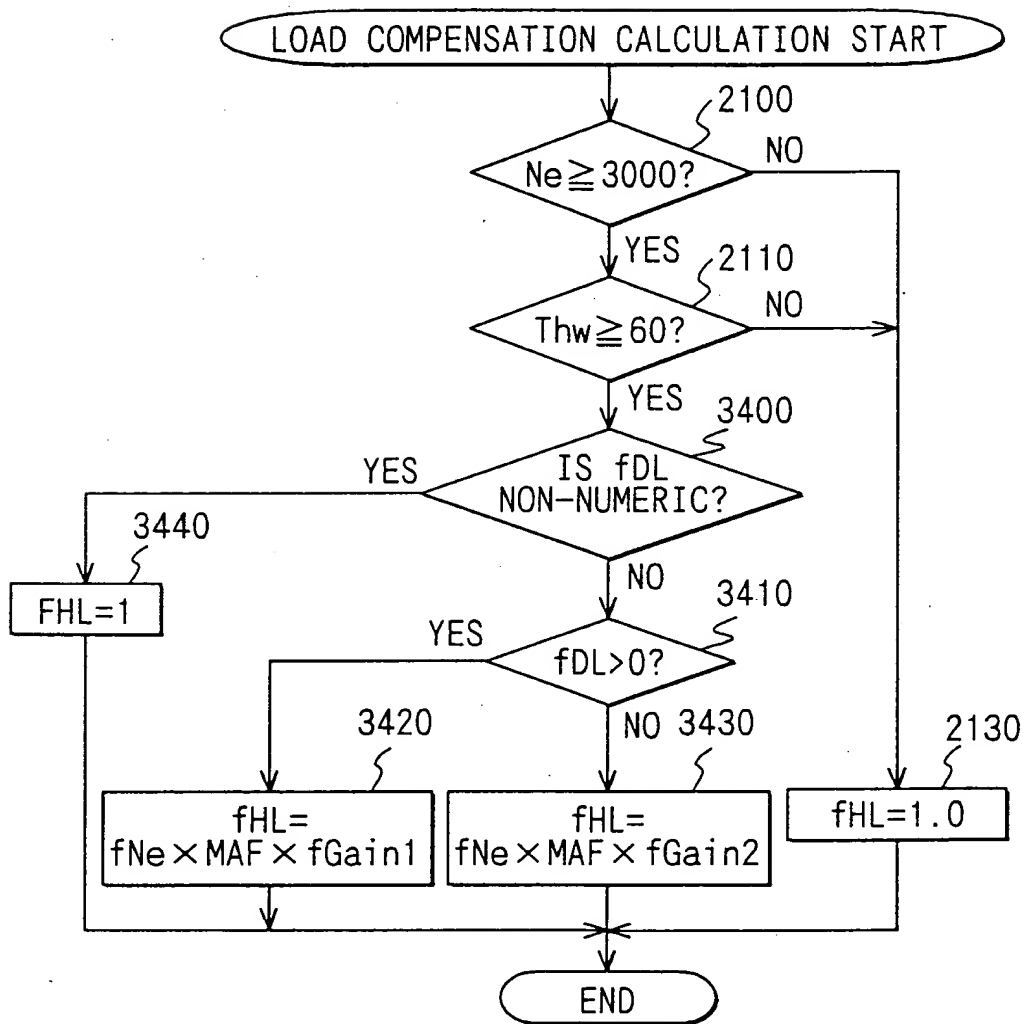 LOAD COMPENSATION CALCULATION START
2100
Ne≧3000?
NO
YES
2110
Thw≧60?
NO
YES
3400
IS fDL
NON-NUMERIC?
YES
NO
3440
FHL=1
3410
fDL>0?
YES
NO
3420
fHL=
fNe×MAF×fGain1
3430
fHL=
fNe×MAF×fGain2
2130
fHL=1.0
END